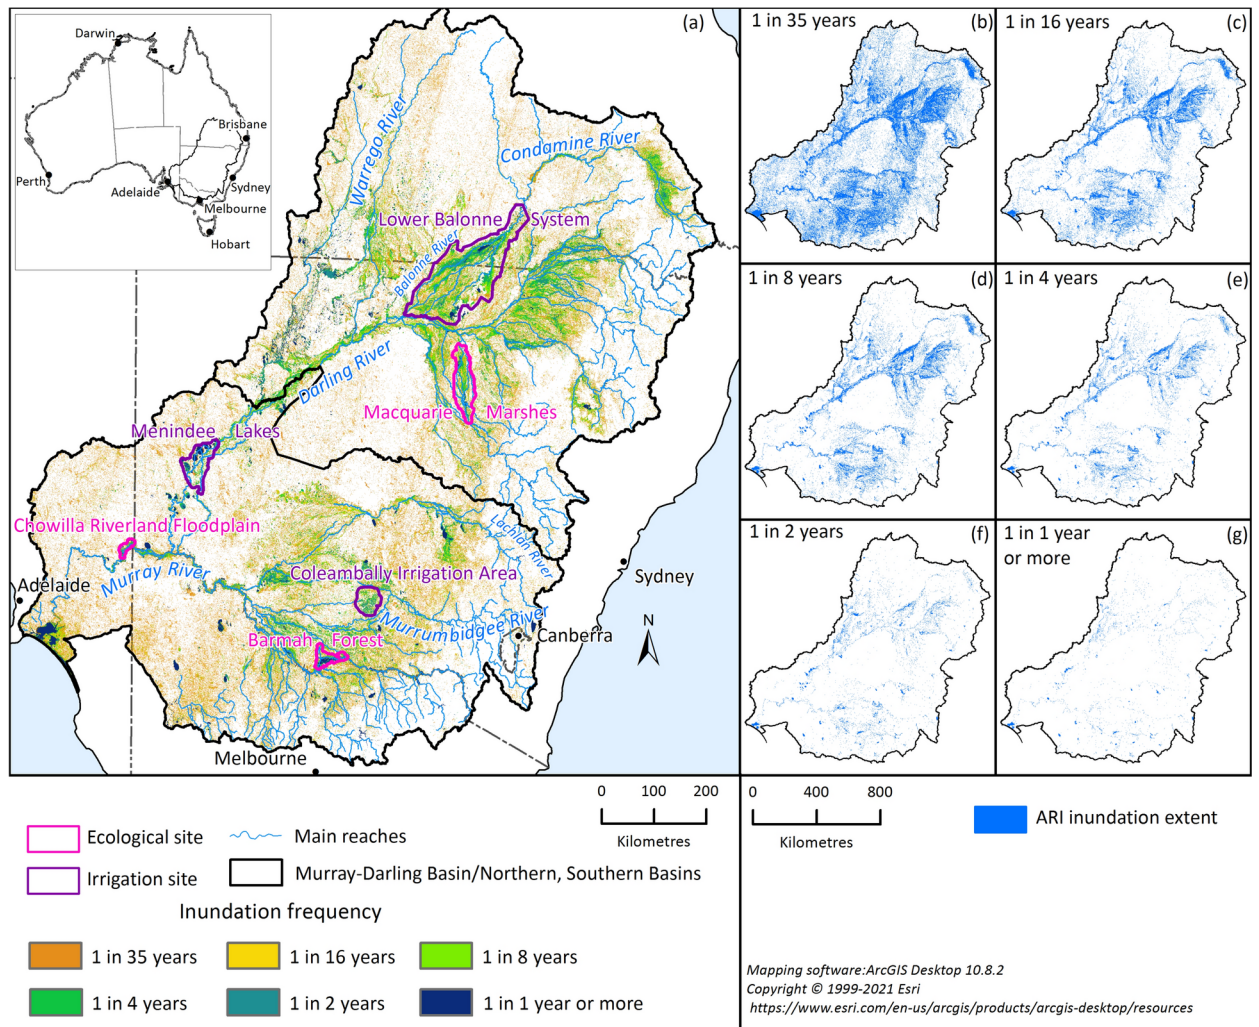 (a)
Darwin
Brisbane
Perth
Adelaide
Sydney
Melbourne
Hobart
Warrego River
Condamine River
Lower Balonne System
Balonne River
Darling River
Macquarie Marshes
Menindee Lakes
Chowilla Riverland Floodplain
Lachlan River
Murray River
Coleambally Irrigation Area
Adelaide
Sydney
Murrumbidgee River
Barmah Forest
Canberra
N
Melbourne
1 in 35 years
(b)
1 in 16 years
(c)
1 in 8 years
(d)
1 in 4 years
(e)
1 in 2 years
(f)
1 in 1 year
or more
(g)
0 100 200
Kilometres
0 400 800
Kilometres
ARI inundation extent
Ecological site
Main reaches
Irrigation site
Murray-Darling Basin/Northern, Southern Basins
Inundation frequency
1 in 35 years
1 in 16 years
1 in 8 years
1 in 4 years
1 in 2 years
1 in 1 year or more
Mapping software:ArcGIS Desktop 10.8.2
Copyright © 1999-2021 Esri
https://www.esri.com/en-us/arcgis/products/arcgis-desktop/resources